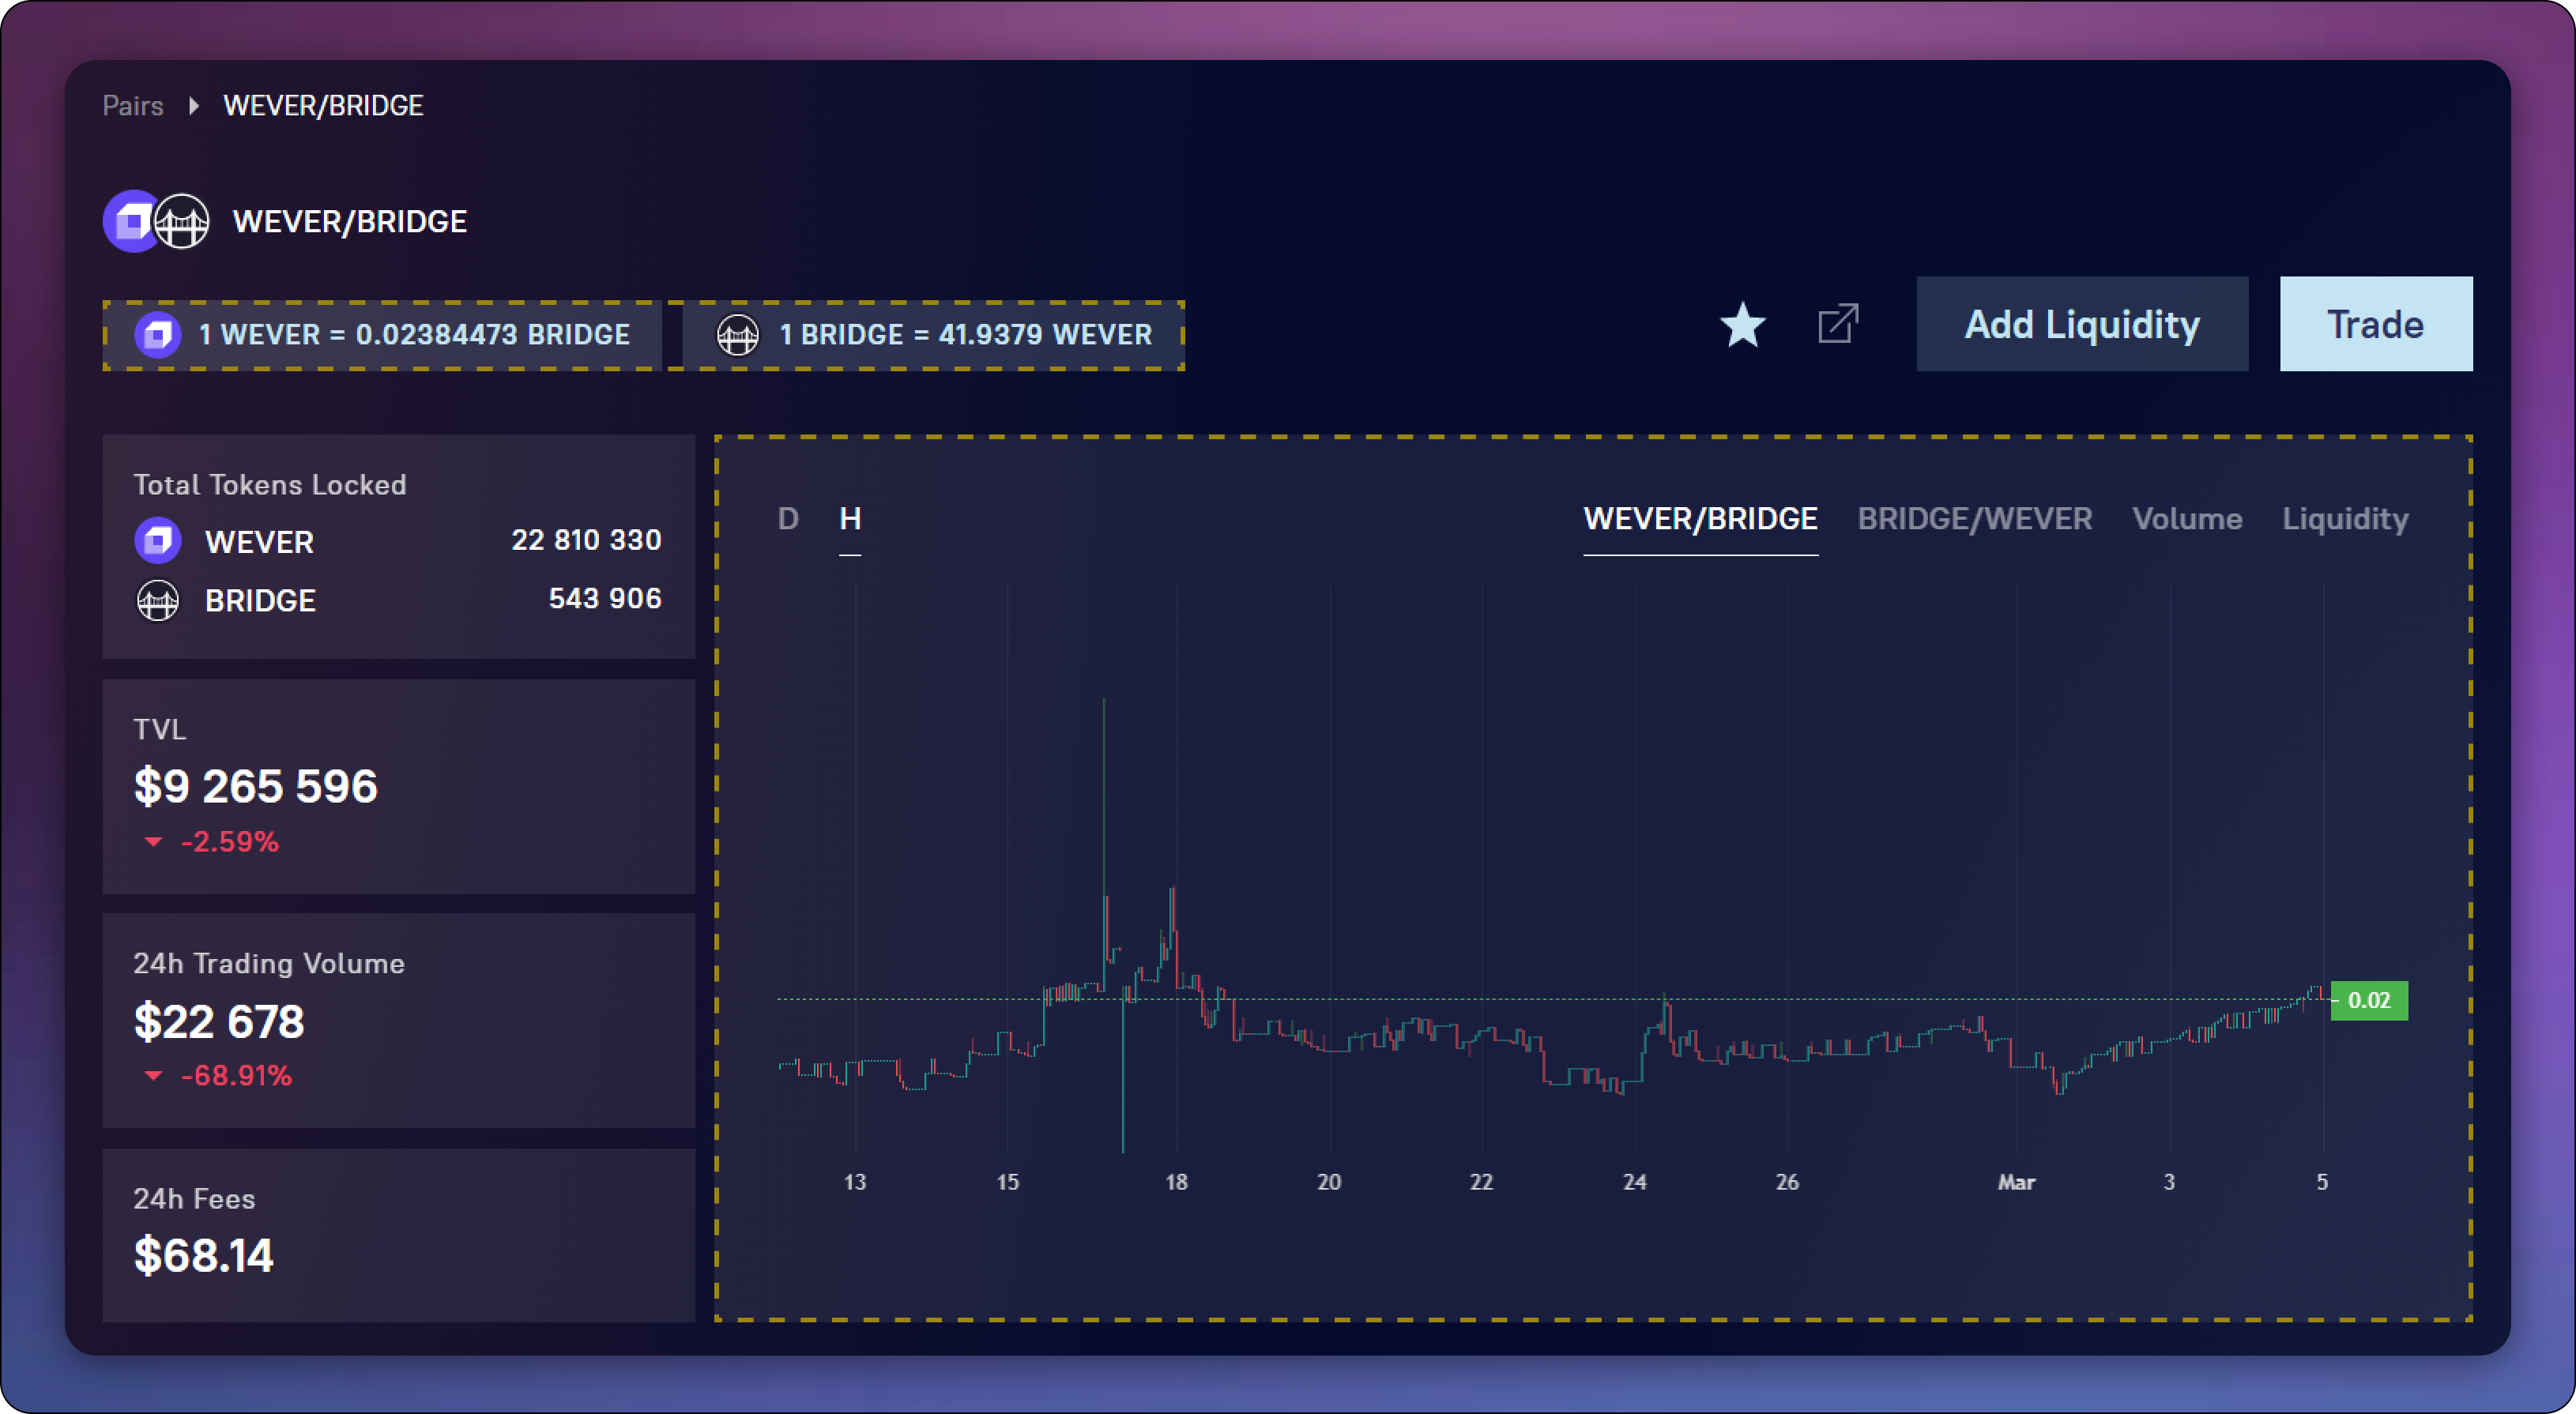 Pairs WEVER/BRIDGE
WEVER/BRIDGE
1 WEVER = 0.02384473 BRIDGE
1 BRIDGE = 41.9379 WEVER
Add Liquidity
Trade
Total Tokens Locked
WEVER 22 810 330
BRIDGE 543 906
TVL
$9 265 596
-2.59%
24h Trading Volume
$22 678
-68.91%
24h Fees
$68.14
D H
WEVER/BRIDGE BRIDGE/WEVER Volume Liquidity
0.02
13 15 18 20 22 24 26 Mar 3 5